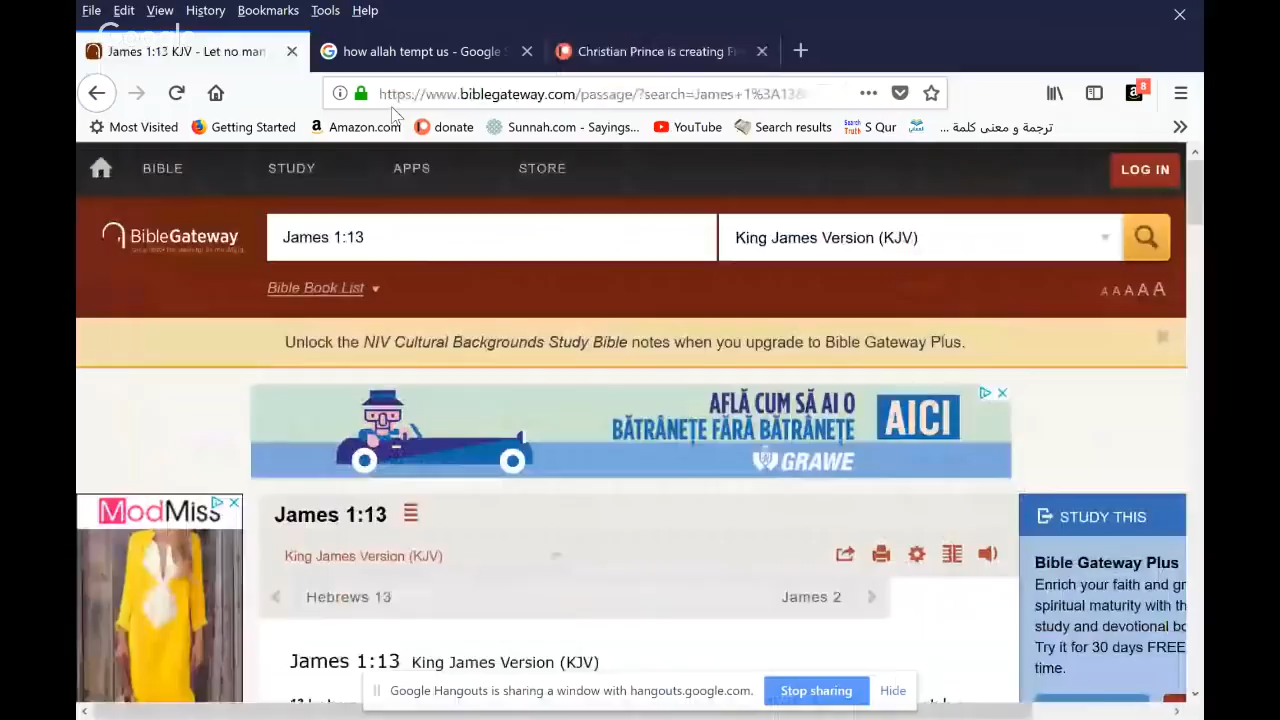 File Edit View History Bookmarks Tools Help
Google
James 1:13 KJV - Let no man
how allah tempt us - Google S
Christian Prince is creating Fr
https://www.biblegateway.com/passage/?search=James+1%3A13&
8
Most Visited Getting Started Amazon.com donate Sunnah.com - Sayings... YouTube Search results Search Truth S Qur ترجمة و معنى كلمة ...
BIBLE STUDY APPS STORE LOG IN
BibleGateway
James 1:13
King James Version (KJV)
Bible Book List
A A A A A
Unlock the NIV Cultural Backgrounds Study Bible notes when you upgrade to Bible Gateway Plus.
AFLĂ CUM SĂ AI O
BĂTRÂNEȚE FĂRĂ BĂTRÂNEȚE
AICI
GRAWE
ModMiss
James 1:13
King James Version (KJV)
Hebrews 13
James 2
James 1:13 King James Version (KJV)
STUDY THIS
Bible Gateway Plus
Enrich your faith and gr
spiritual maturity with th
study and devotional bo
Try it for 30 days FREE
time.
Google Hangouts is sharing a window with hangouts.google.com.
Stop sharing
Hide